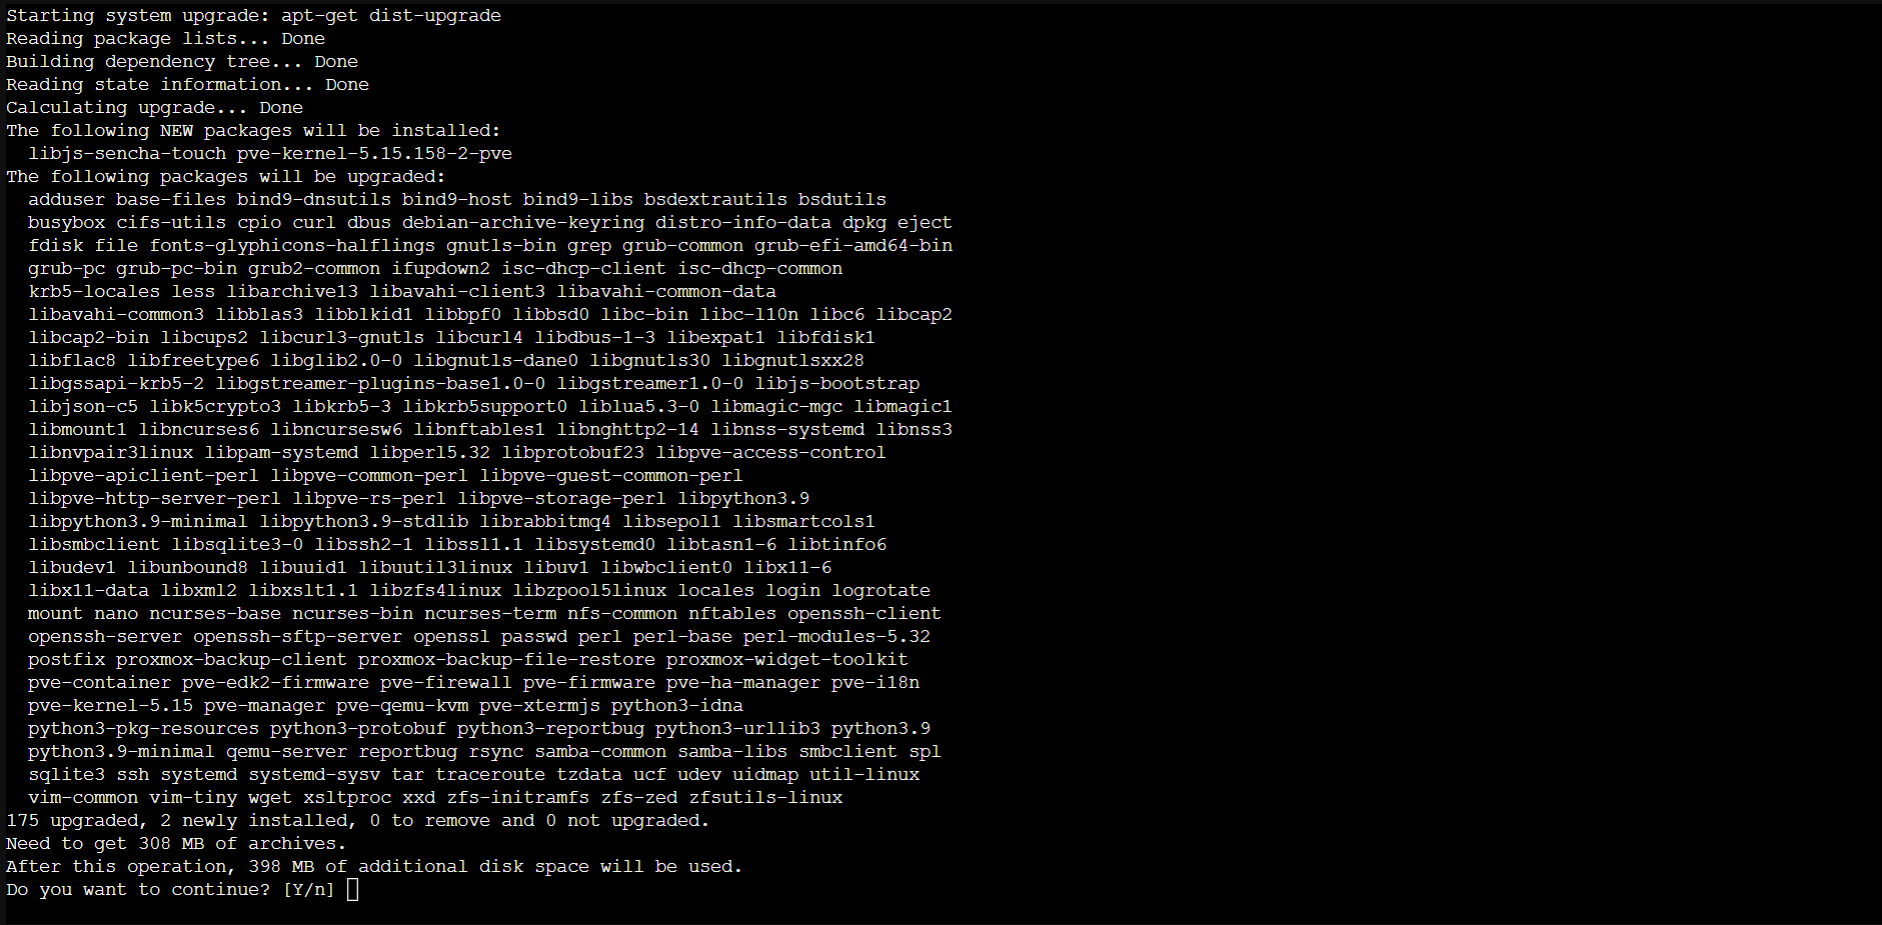 Starting system upgrade: apt-get dist-upgrade
Reading package lists... Done
Building dependency tree... Done
Reading state information... Done
Calculating upgrade... Done
The following NEW packages will be installed:
  libjs-sencha-touch pve-kernel-5.15.158-2-pve
The following packages will be upgraded:
  adduser base-files bind9-dnsutils bind9-host bind9-libs bsdextrautils bsdutils
  busybox cifs-utils cpio curl dbus debian-archive-keyring distro-info-data dpkg eject
  fdisk file fonts-glyphicons-halflings gnutls-bin grep grub-common grub-efi-amd64-bin
  grub-pc grub-pc-bin grub2-common ifupdown2 isc-dhcp-client isc-dhcp-common
  krb5-locales less libarchive13 libavahi-client3 libavahi-common-data
  libavahi-common3 libblas3 libblkid1 libbpf0 libbsd0 libc-bin libc-l10n libc6 libcap2
  libcap2-bin libcups2 libcurl3-gnutls libcurl4 libdbus-1-3 libexpat1 libfdisk1
  libflac8 libfreetype6 libglib2.0-0 libgnutls-dane0 libgnutls30 libgnutlsxx28
  libgssapi-krb5-2 libgstreamer-plugins-base1.0-0 libgstreamer1.0-0 libjs-bootstrap
  libjson-c5 libk5crypto3 libkrb5-3 libkrb5support0 liblua5.3-0 libmagic-mgc libmagic1
  libmount1 libncurses6 libncursesw6 libnftables1 libnghttp2-14 libnss-systemd libnss3
  libnvpair3linux libpam-systemd libperl5.32 libprotobuf23 libpve-access-control
  libpve-apiclient-perl libpve-common-perl libpve-guest-common-perl
  libpve-http-server-perl libpve-rs-perl libpve-storage-perl libpython3.9
  libpython3.9-minimal libpython3.9-stdlib librabbitmq4 libsepol1 libsmartcols1
  libsmbclient libsqlite3-0 libssh2-1 libssl1.1 libsystemd0 libtasn1-6 libtinfo6
  libudev1 libunbound8 libuuid1 libuutil3linux libuv1 libwbclient0 libx11-6
  libx11-data libxml2 libxslt1.1 libzfs4linux libzpool5linux locales login logrotate
  mount nano ncurses-base ncurses-bin ncurses-term nfs-common nftables openssh-client
  openssh-server openssh-sftp-server openssl passwd perl perl-base perl-modules-5.32
  postfix proxmox-backup-client proxmox-backup-file-restore proxmox-widget-toolkit
  pve-container pve-edk2-firmware pve-firewall pve-firmware pve-ha-manager pve-i18n
  pve-kernel-5.15 pve-manager pve-qemu-kvm pve-xtermjs python3-idna
  python3-pkg-resources python3-protobuf python3-reportbug python3-urllib3 python3.9
  python3.9-minimal qemu-server reportbug rsync samba-common samba-libs smbclient spl
  sqlite3 ssh systemd systemd-sysv tar traceroute tzdata ucf udev uidmap util-linux
  vim-common vim-tiny wget xsltproc xxd zfs-initramfs zfs-zed zfsutils-linux
175 upgraded, 2 newly installed, 0 to remove and 0 not upgraded.
Need to get 308 MB of archives.
After this operation, 398 MB of additional disk space will be used.
Do you want to continue? [Y/n]